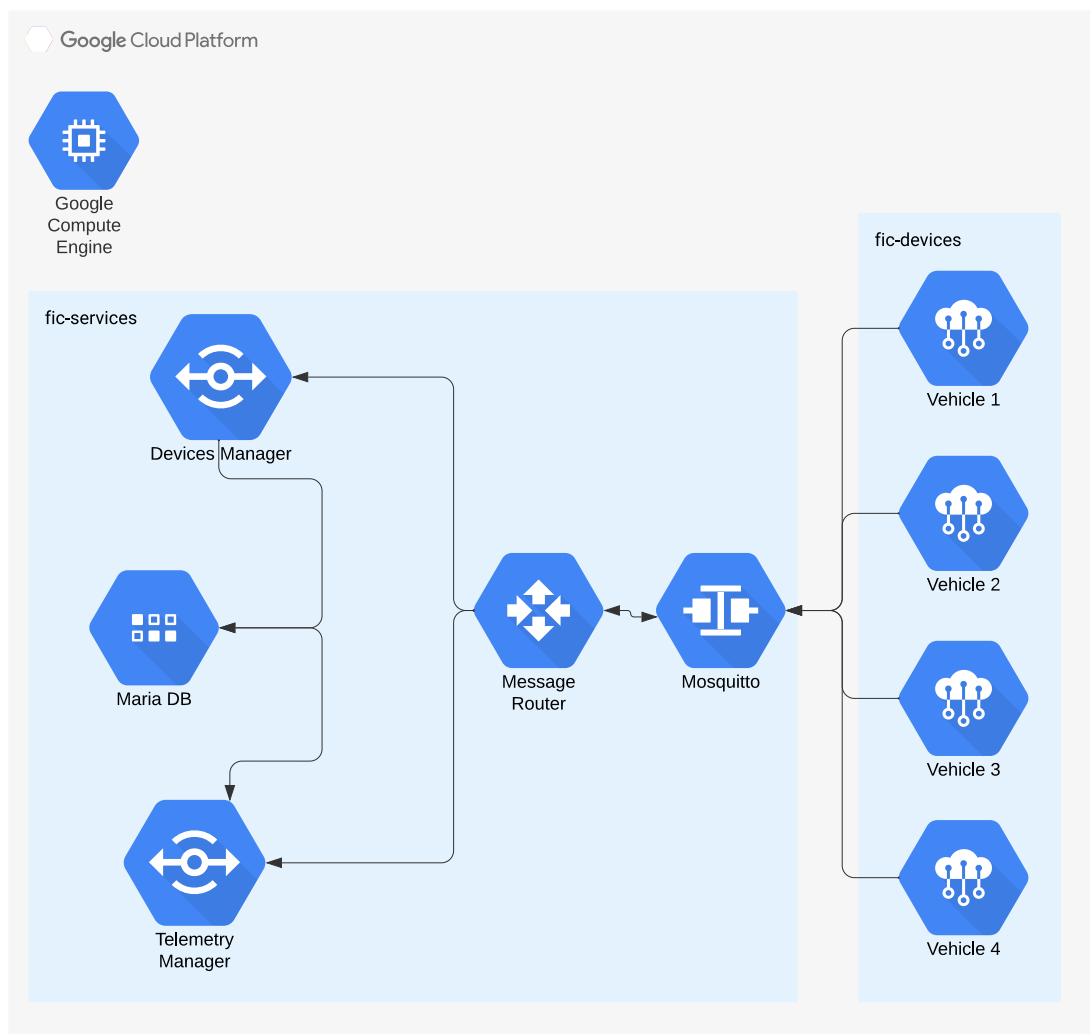 Google Cloud Platform
Google
Compute
Engine
fic-devices
fic-services
Vehicle 1
Devices Manager
Vehicle 2
Message
Router
Mosquitto
Maria DB
Vehicle 3
Telemetry
Manager
Vehicle 4